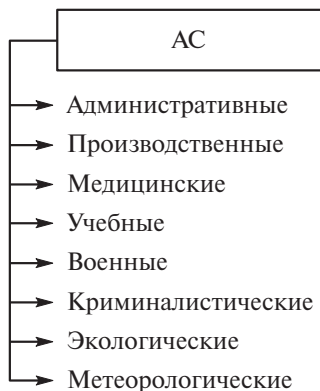 АС
Административные
Производственные
Медицинские
Учебные
Военные
Криминалистические
Экологические
Метеорологические